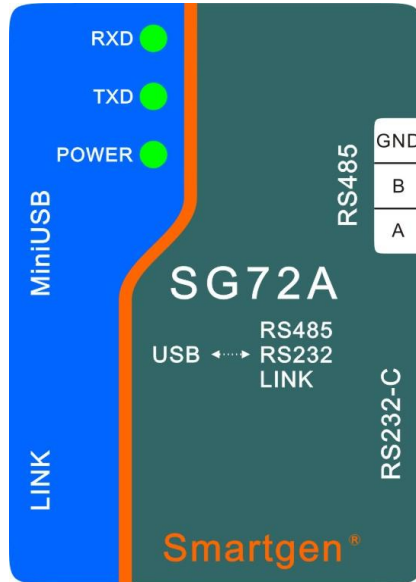 RXD
TXD
POWER
MiniUSB
LINK
RS485
GND
B
A
SG72A
USB
RS485
RS232
LINK
RS232-C
Smartgen®